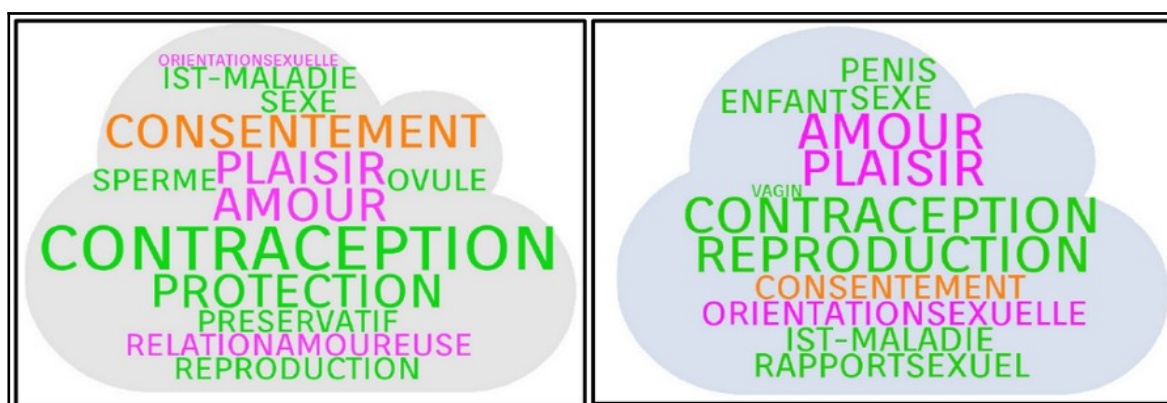 ORIENTATIONSEXUELLE
IST-MALADIE
SEXE
CONSENTEMENT
PLAISIR
SPERME OVULE
AMOUR
CONTRACEPTION
PROTECTION
PRESERVATIF
RELATIONAMOUREUSE
REPRODUCTION
PENIS
ENFANT SEXE
AMOUR
PLAISIR
VAGIN
CONTRACEPTION
REPRODUCTION
CONSENTEMENT
ORIENTATIONSEXUELLE
IST-MALADIE
RAPPORTSEXUEL